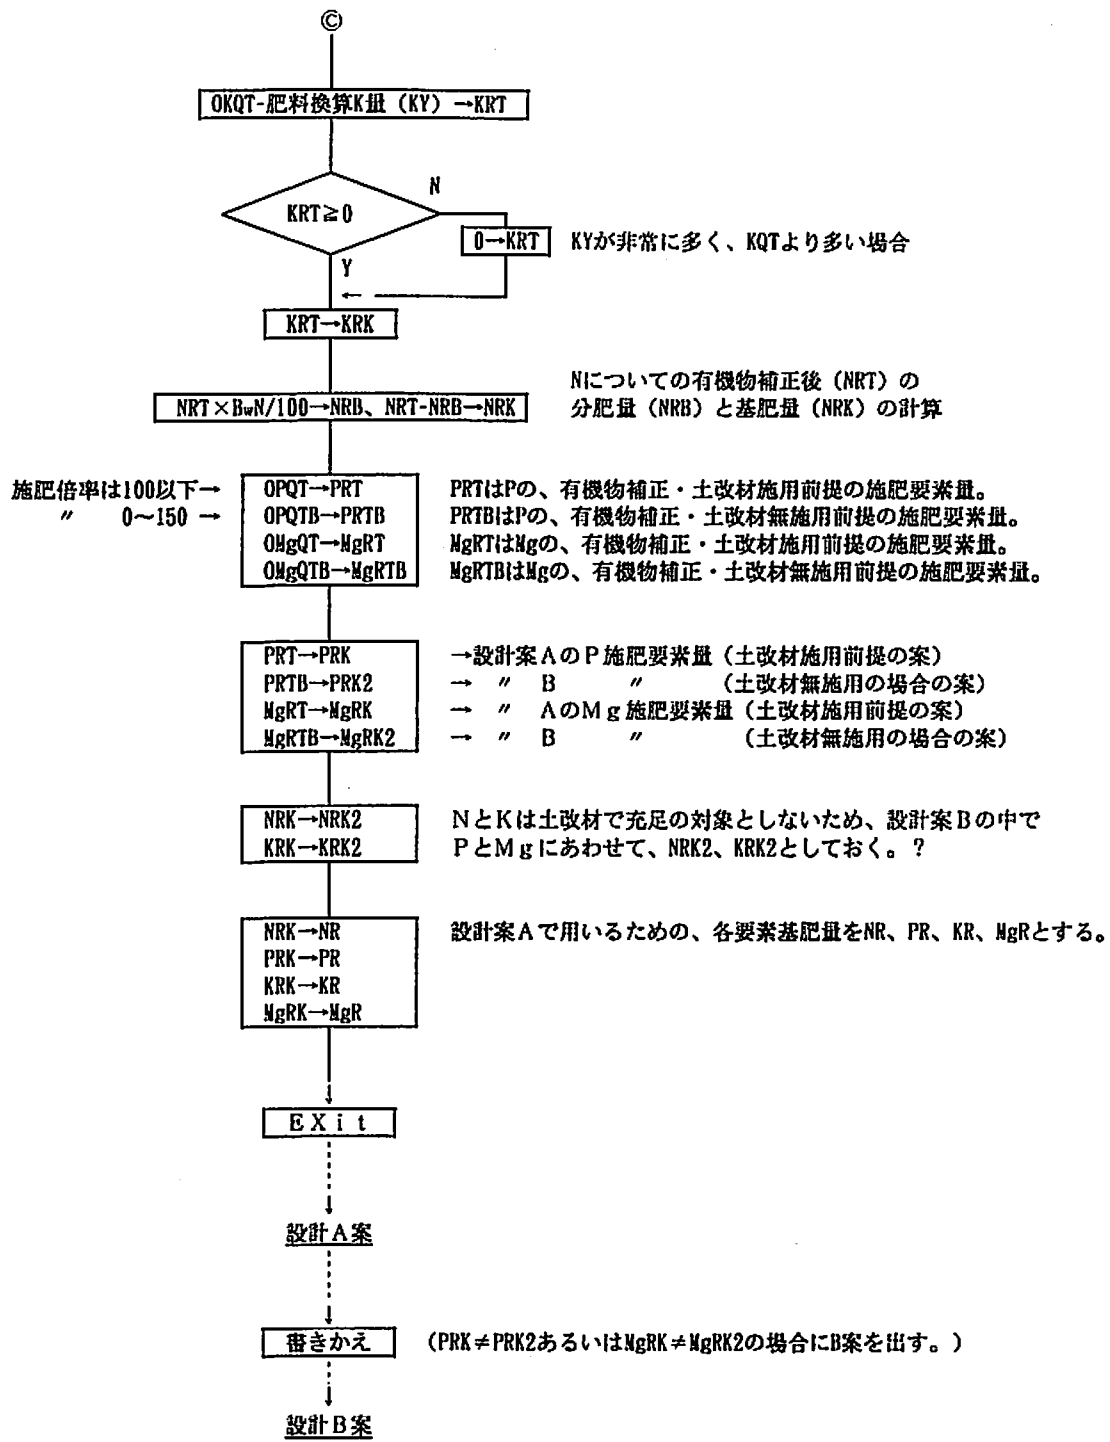 ©
OKQT-肥料換算K量（KY）→KRT
N
KRT≧0
0→KRT　KYが非常に多く、KQTより多い場合
Y
←
KRT→KRK
Nについての有機物補正後（NRT）の
NRT×BwN/100→NRB、NRT-NRB→NRK　分肥量（NRB）と基肥量（NRK）の計算
施肥倍率は100以下→　OPQT→PRT　PRTはPの、有機物補正・土改材施用前提の施肥要素量。
〃　0～150 →　OPQTB→PRTB　PRTBはPの、有機物補正・土改材無施用前提の施肥要素量。
OMgQT→MgRT　MgRTはMgの、有機物補正・土改材施用前提の施肥要素量。
OMgQTB→MgRTB　MgRTBはMgの、有機物補正・土改材無施用前提の施肥要素量。
PRT→PRK　→設計案AのP施肥要素量（土改材施用前提の案）
PRTB→PRK2　→　〃　B　〃　（土改材無施用の場合の案）
MgRT→MgRK　→　〃　AのMg施肥要素量（土改材施用前提の案）
MgRTB→MgRK2　→　〃　B　〃　（土改材無施用の場合の案）
NRK→NRK2　NとKは土改材で充足の対象としないため、設計案Bの中で
KRK→KRK2　PとMgにあわせて、NRK2、KRK2としておく。？
NRK→NR　設計案Aで用いるための、各要素基肥量をNR、PR、KR、MgRとする。
PRK→PR
KRK→KR
MgRK→MgR
EXit
設計A案
書きかえ　（PRK≠PRK2あるいはMgRK≠MgRK2の場合にB案を出す。）
設計B案